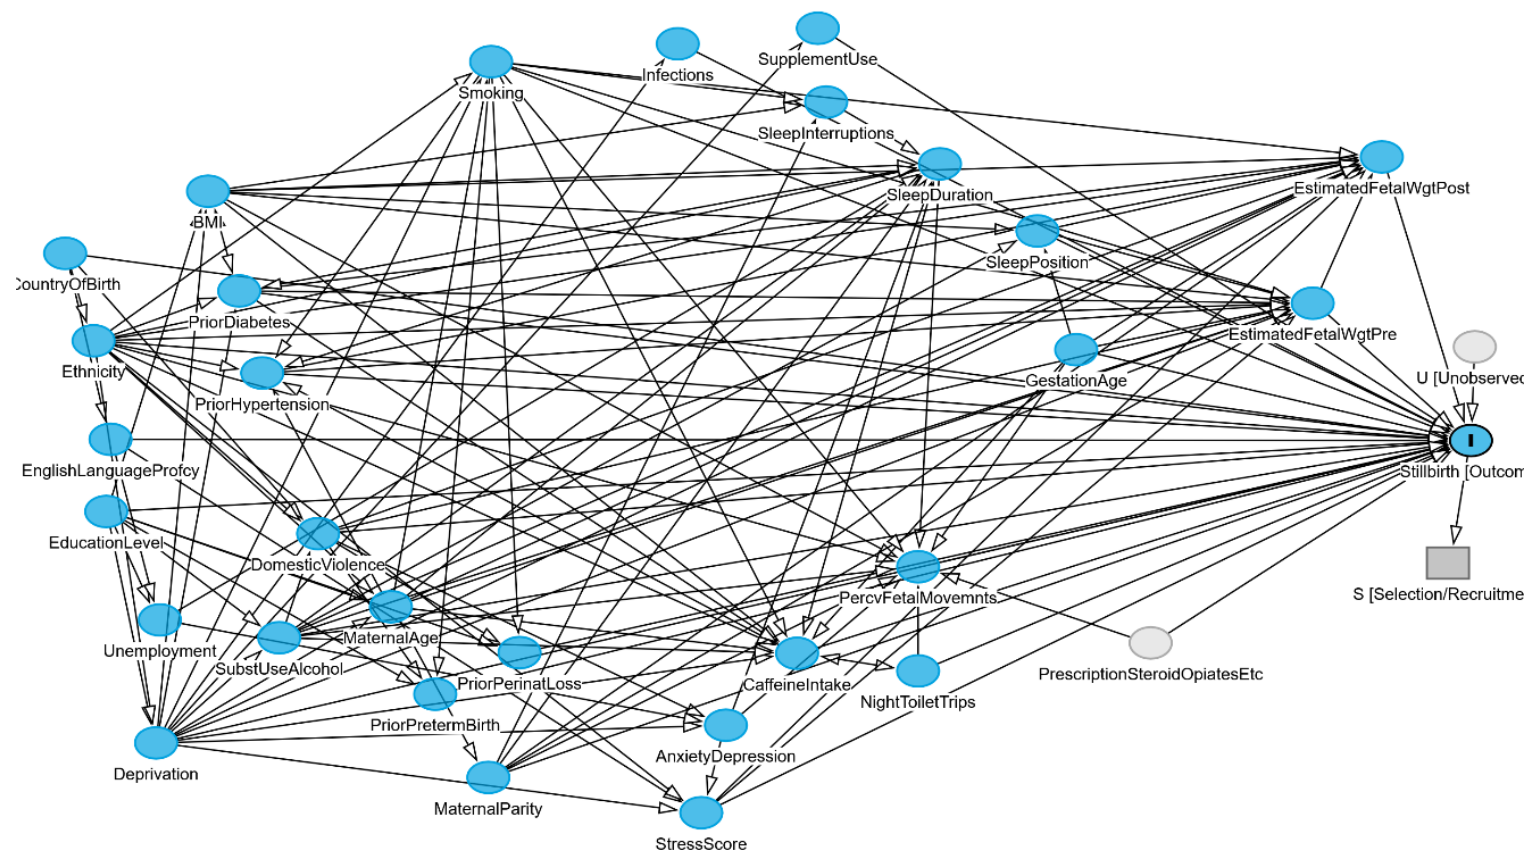 SupplementUse
Infections
Smoking
SleepInterruptions
EstimatedFetalWgtPost
SleepDuration
BMI
SleepPosition
CountryOfBirth
PriorDiabetes
EstimatedFetalWgtPre
Ethnicity
GestationAge
U [Unobserved
PriorHypertension
EnglishLanguageProfcy
I
Stillbirth [Outcom
EducationLevel
DomesticViolence
S [Selection/Recruitme
PercvFetalMovemnts
MaternalAge
Unemployment
SubstUseAlcohol
PriorPerinatLoss
CaffeineIntake
PrescriptionSteroidOpiatesEtc
NightToiletTrips
PriorPretermBirth
AnxietyDepression
Deprivation
MaternalParity
StressScore